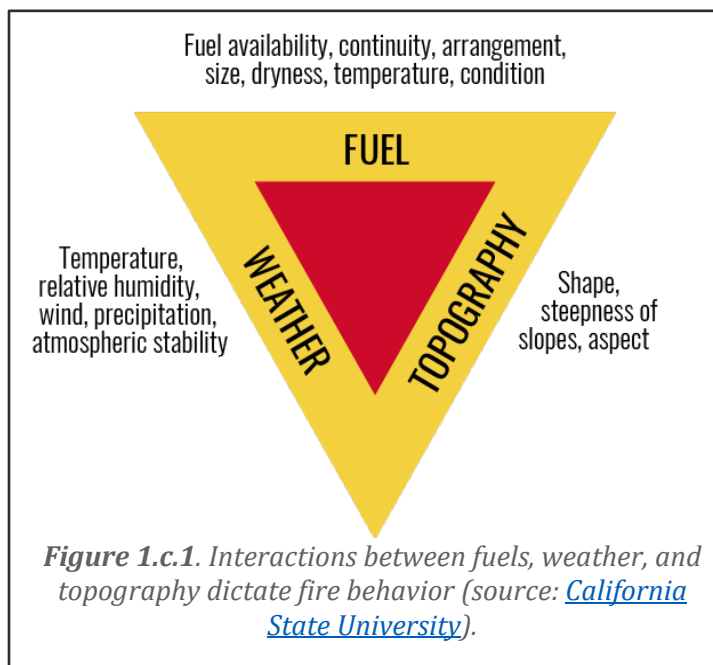 Fuel availability, continuity, arrangement,
size, dryness, temperature, condition
FUEL
WEATHER
TOPOGRAPHY
Temperature,
relative humidity,
wind, precipitation,
atmospheric stability
Shape,
steepness of
slopes, aspect
Figure 1.c.1. Interactions between fuels, weather, and
topography dictate fire behavior (source: California
State University).